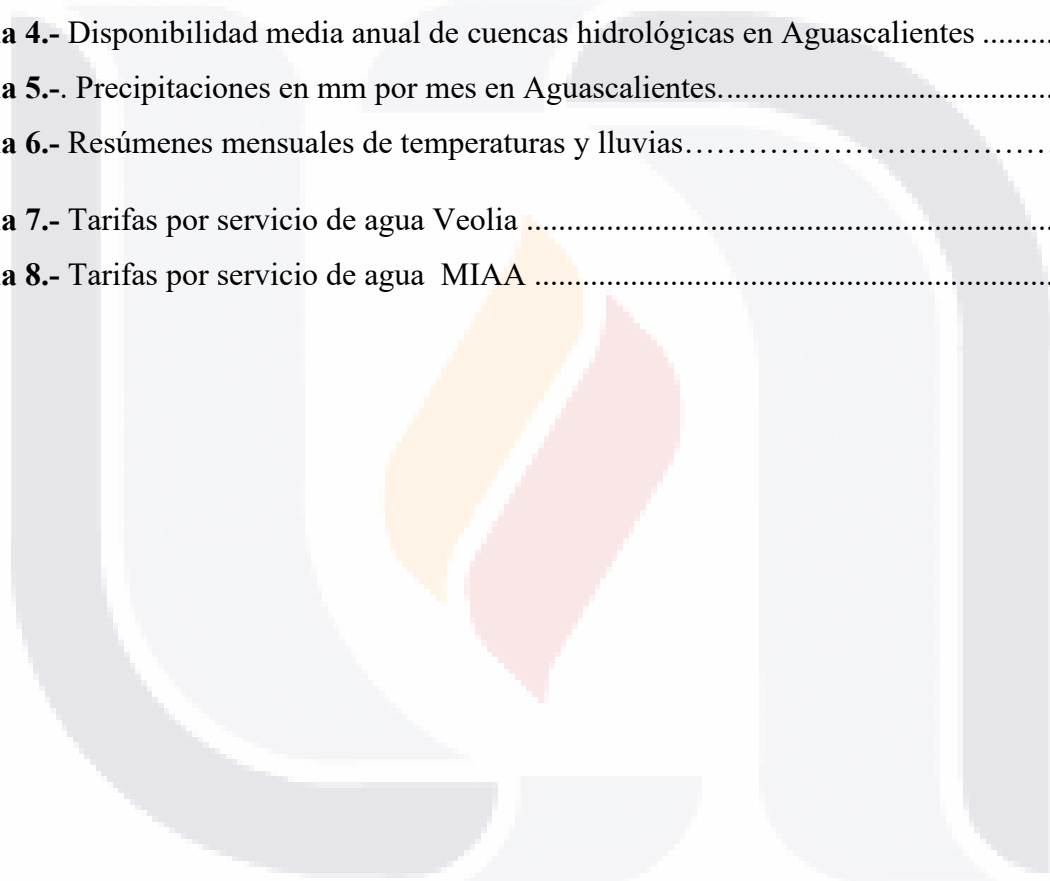 a 4.- Disponibilidad media anual de cuencas hidrológicas en Aguascalientes .........
a 5.-. Precipitaciones en mm por mes en Aguascalientes.......................................
a 6.- Resúmenes mensuales de temperaturas y lluvias………………………………
a 7.- Tarifas por servicio de agua Veolia ................................................................
a 8.- Tarifas por servicio de agua  MIAA ...............................................................